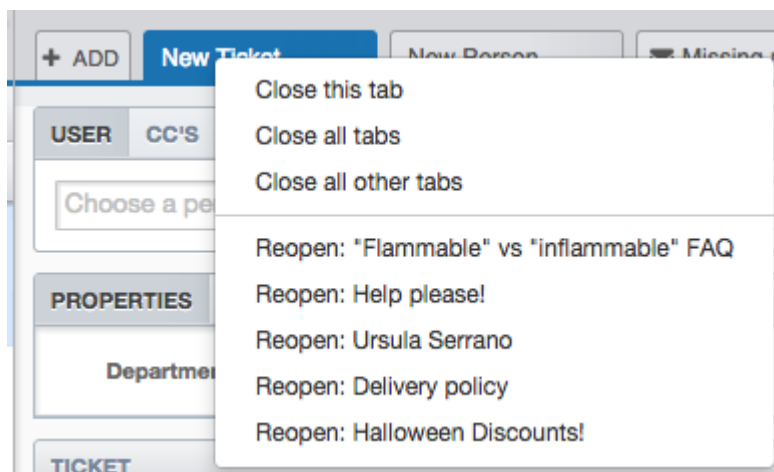 + ADD
New Ticket
New Person
Missing
Close this tab
Close all tabs
Close all other tabs
USER
CC'S
Choose a pe
Reopen: "Flammable" vs "inflammable" FAQ
Reopen: Help please!
Reopen: Ursula Serrano
Reopen: Delivery policy
Reopen: Halloween Discounts!
PROPERTIES
Departme
TICKET